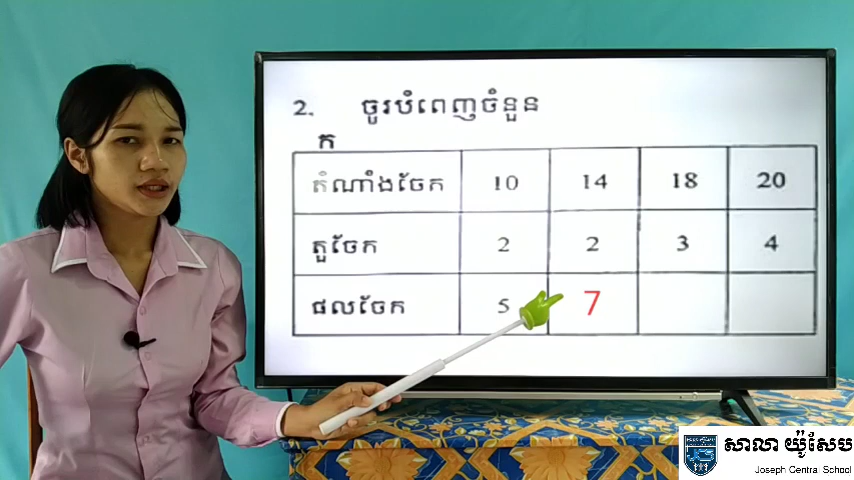 2. ចូរបំពេញចំនួន
ក
តំណាំងចែក 10 14 18 20
តួចែក 2 2 3 4
ផលចែក 5 7
សាលា យ៉ូសែប
Joseph Central School